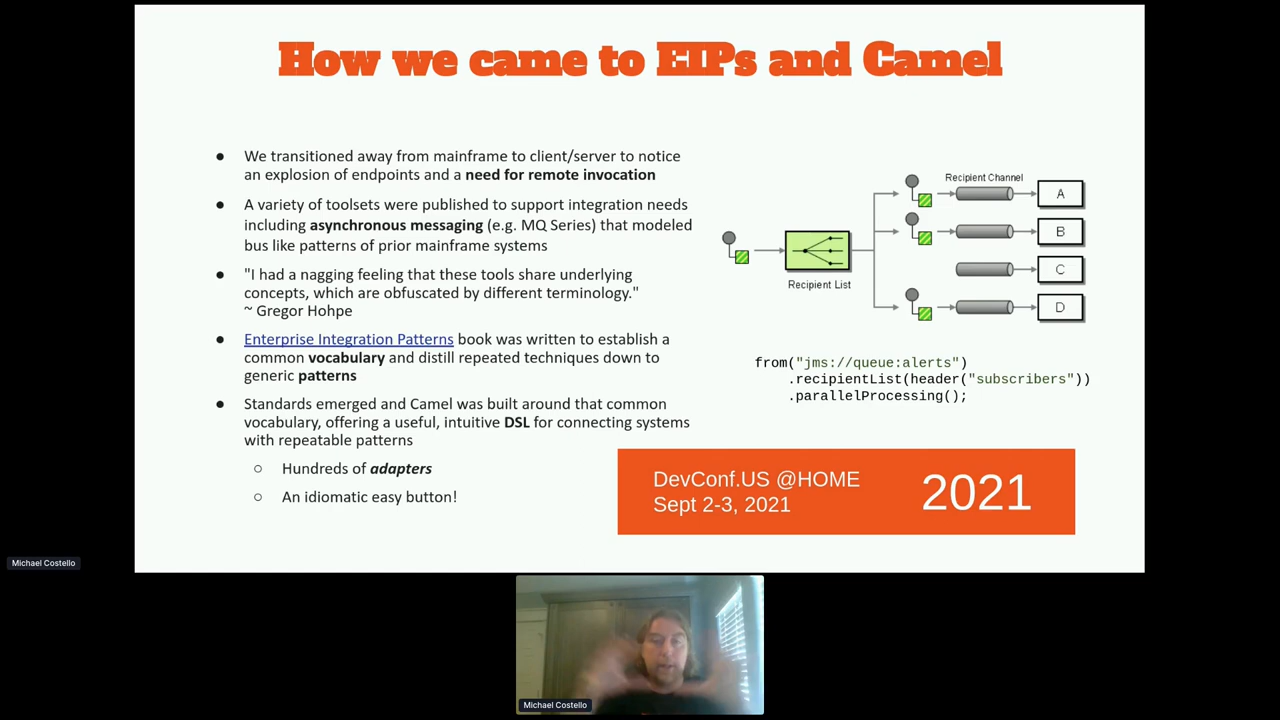 How we came to EIPs and Camel
● We transitioned away from mainframe to client/server to notice
an explosion of endpoints and a need for remote invocation
● A variety of toolsets were published to support integration needs
including asynchronous messaging (e.g. MQ Series) that modeled
bus like patterns of prior mainframe systems
● "I had a nagging feeling that these tools share underlying
concepts, which are obfuscated by different terminology."
~ Gregor Hohpe
● Enterprise Integration Patterns book was written to establish a
common vocabulary and distill repeated techniques down to
generic patterns
● Standards emerged and Camel was built around that common
vocabulary, offering a useful, intuitive DSL for connecting systems
with repeatable patterns
○ Hundreds of adapters
○ An idiomatic easy button!
Recipient Channel
A
B
C
D
Recipient List
from("jms://queue:alerts")
.recipientList(header("subscribers"))
.parallelProcessing();
DevConf.US @HOME
Sept 2-3, 2021
2021
Michael Costello
Michael Costello